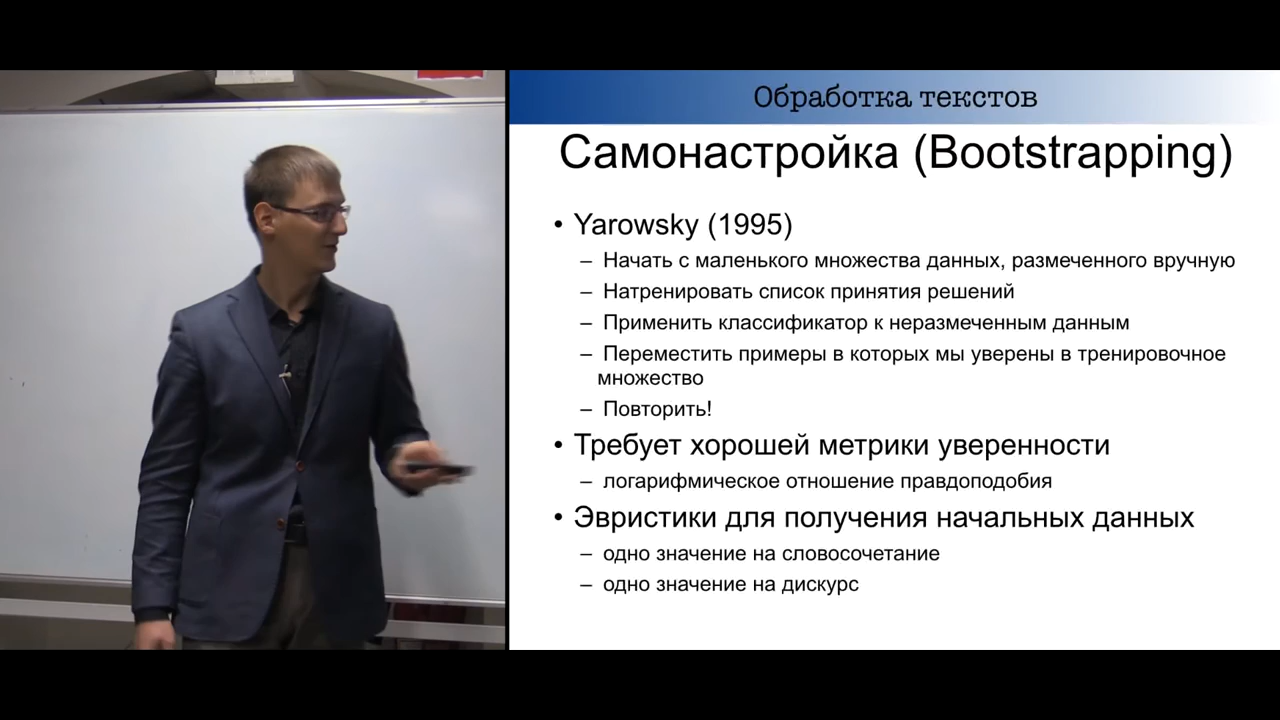 Обработка текстов
Самонастройка (Bootstrapping)
• Yarowsky (1995)
– Начать с маленького множества данных, размеченного вручную
– Натренировать список принятия решений
– Применить классификатор к неразмеченным данным
– Переместить примеры в которых мы уверены в тренировочное
множество
– Повторить!
• Требует хорошей метрики уверенности
– логарифмическое отношение правдоподобия
• Эвристики для получения начальных данных
– одно значение на словосочетание
– одно значение на дискурс